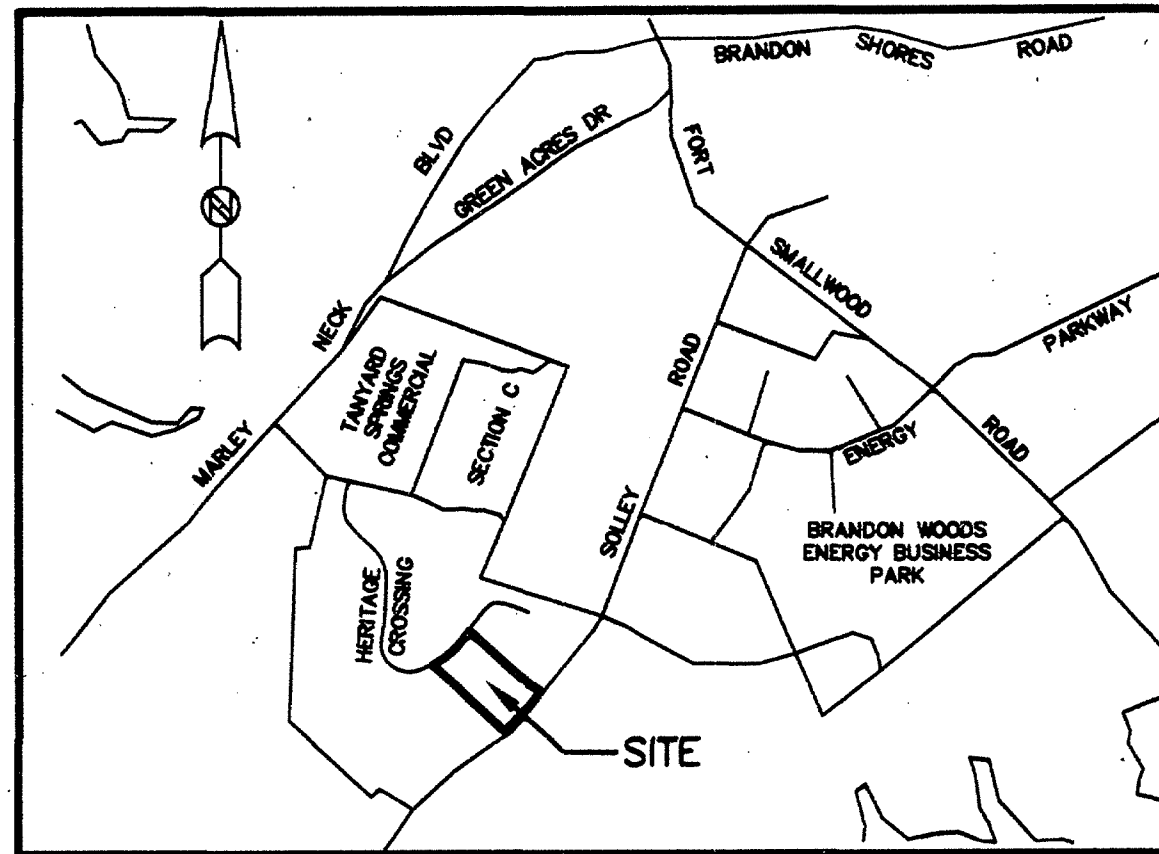 BRANDON SHORES ROAD
BLVD
GREEN ACRES DR
FORT
SMALLWOOD
NECK
PARKWAY
ROAD
TANYARD
SPRINGS
COMMERCIAL
SECTION C
MARLEY
ENERGY
ROAD
SOLLEY
BRANDON WOODS
ENERGY BUSINESS
PARK
HERITAGE
CROSSING
SITE
N